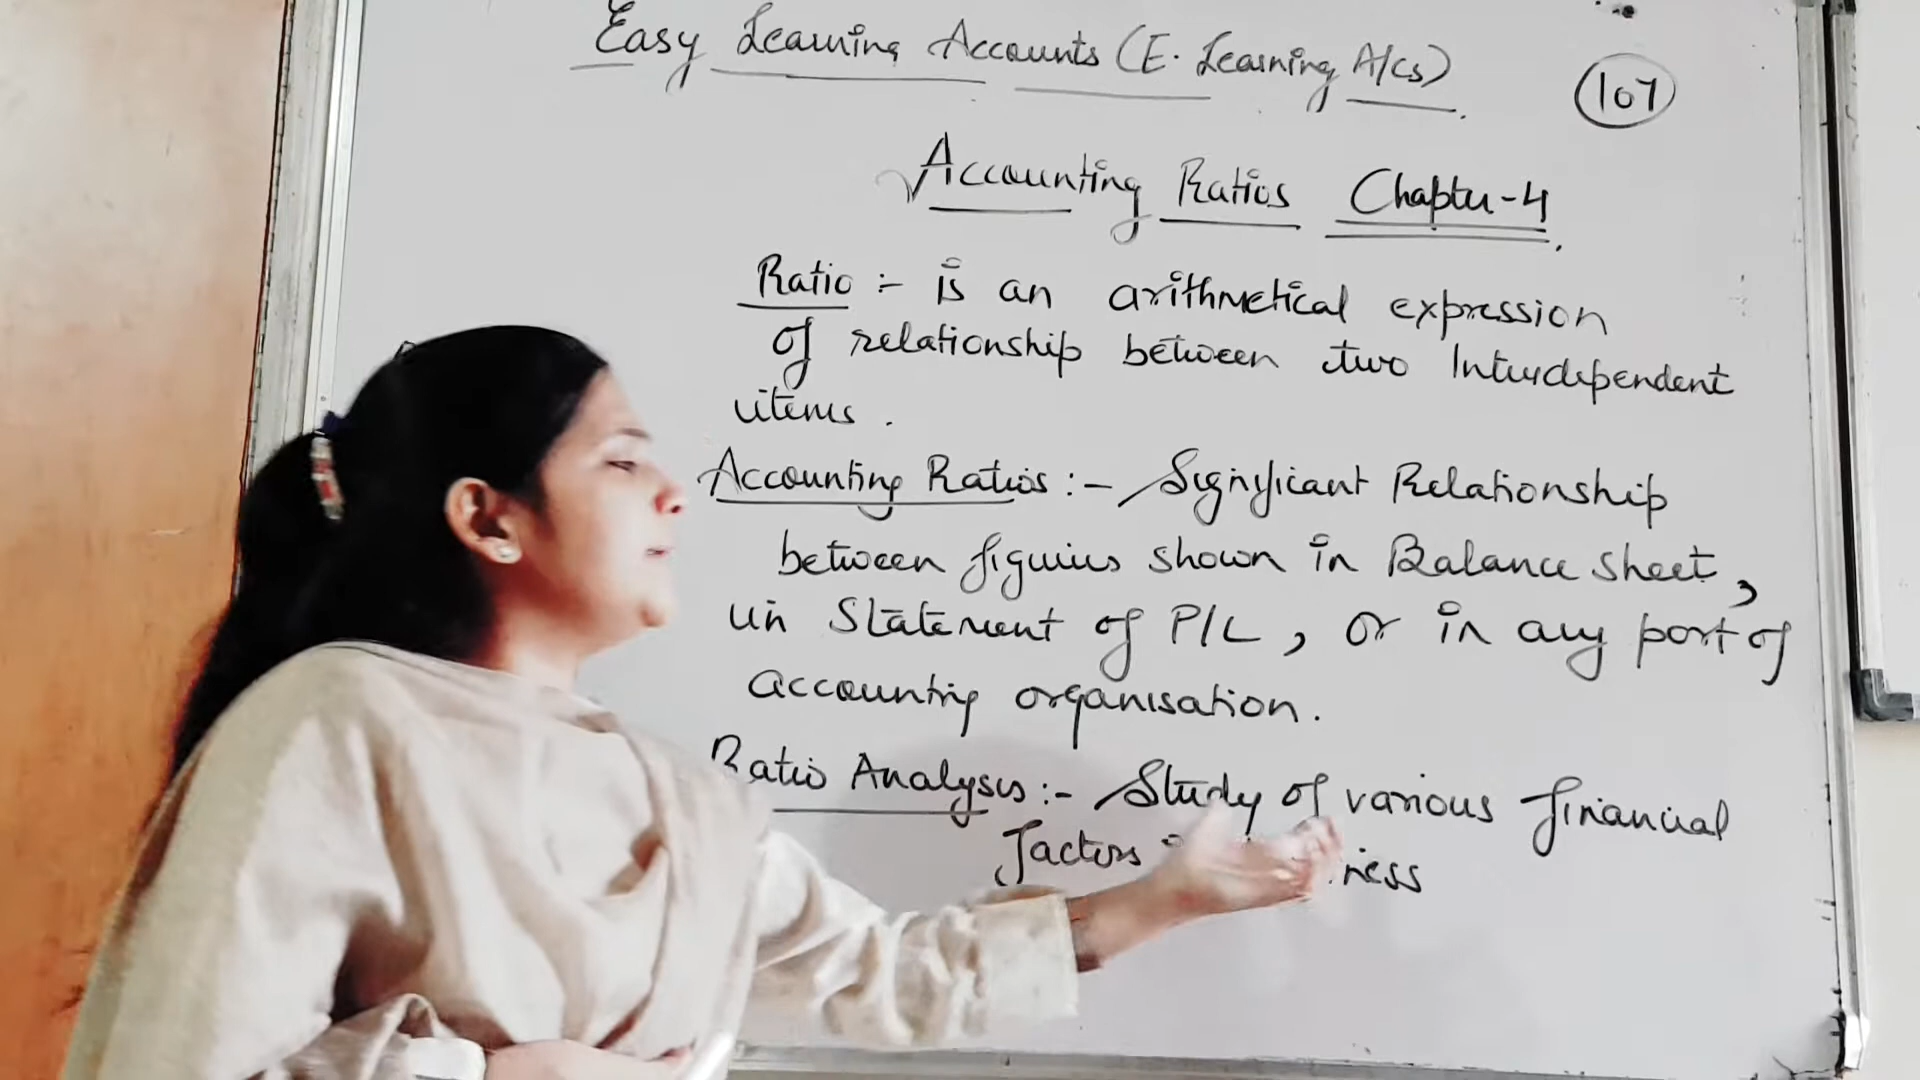 Easy Learning Accounts (E. Learning A/cs)
107
Accounting Ratios Chapter-4
Ratio :- is an arithmetical expression
of relationship between two Interdependent
items.
Accounting Ratios :- Significant Relationship
between figures shown in Balance sheet,
in Statement of P/L, or in any part of
accounting organisation.
Ratio Analysis :- Study of various financial
factors